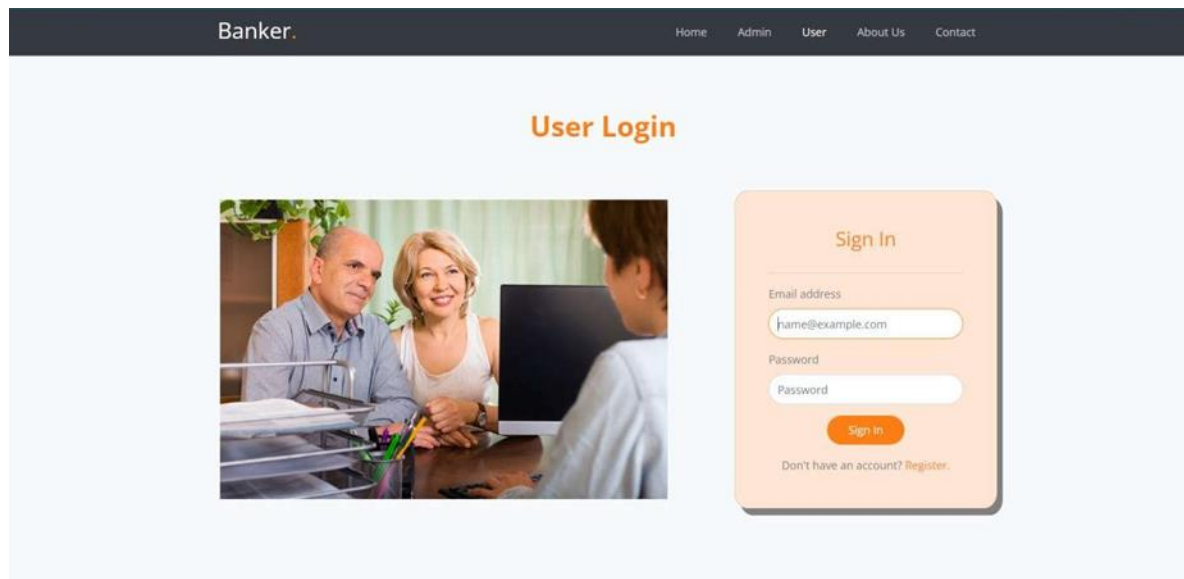 Banker.
Home Admin User About Us Contact
User Login
Sign In
Email address
name@example.com
Password
Password
Sign In
Don't have an account? Register.